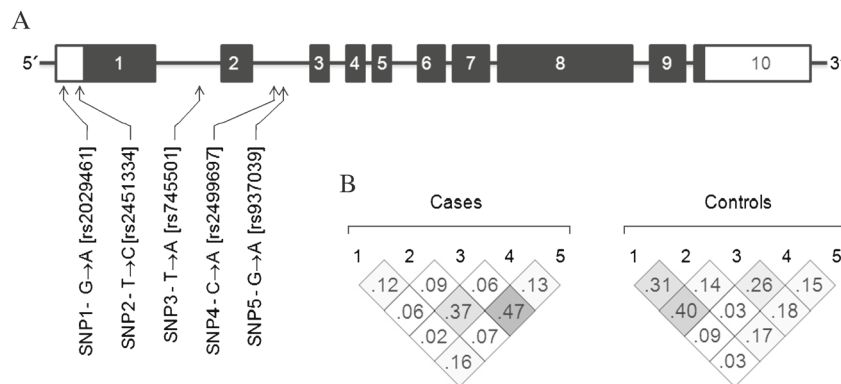 A
5′ 1 2 3 4 5 6 7 8 9 10 3′
SNP1- G→A [rs2029461]
SNP2 - T→C[rs2451334]
SNP3 - T→A [rs745501]
SNP4 - C→A [rs2499697]
SNP5 - G→A [rs937039]
B
Cases
1 2 3 4 5
.12 .09 .06 .13
.06 .37 .47
.02 .07
.16
Controls
1 2 3 4 5
.31 .14 .26 .15
.40 .03 .18
.09 .17
.03